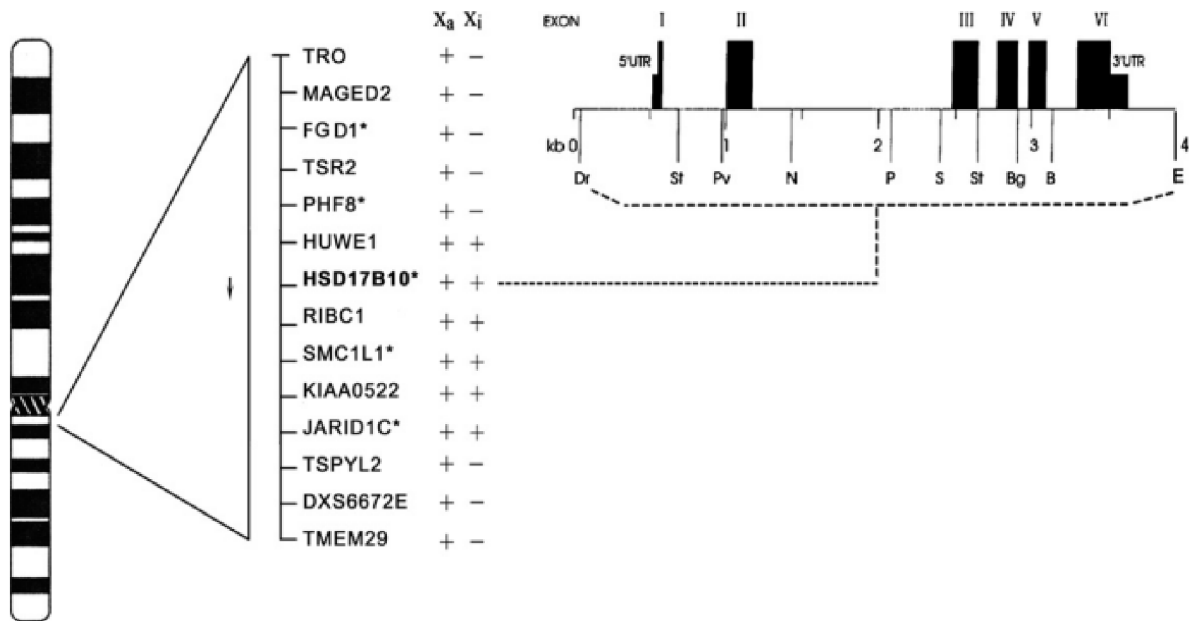 Xa Xi
TRO + −
MAGED2 + −
FGD1* + −
TSR2 + −
PHF8* + −
HUWE1 + +
HSD17B10* + +
RIBC1 + +
SMC1L1* + +
KIAA0522 + +
JARID1C* + +
TSPYL2 + −
DXS6672E + −
TMEM29 + −
EXON I II III IV V VI
5'UTR 3'UTR
kb 0 1 2 3 4
Dr St Pv N P S St Bg B E